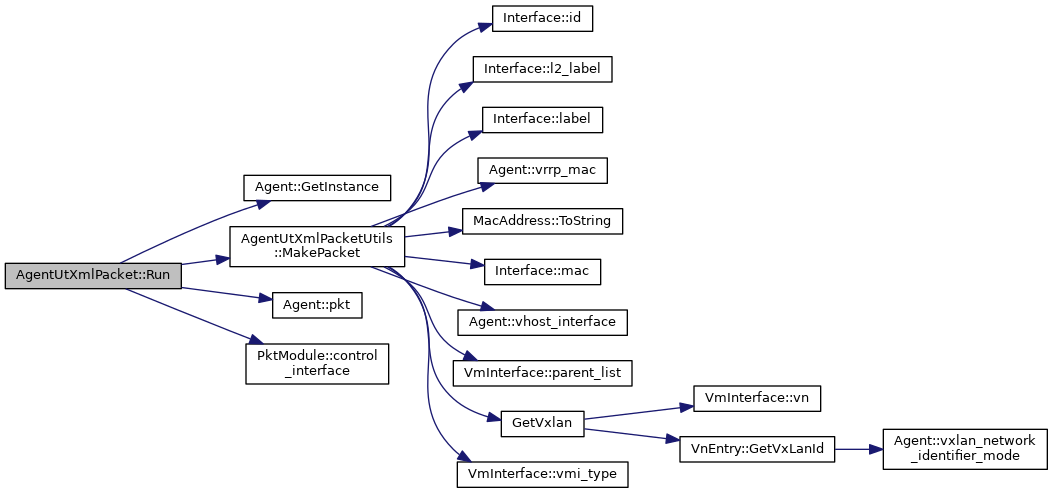 AgentUtXmlPacket::Run
Agent::GetInstance
AgentUtXmlPacketUtils
::MakePacket
Agent::pkt
PktModule::control
_interface
Interface::id
Interface::l2_label
Interface::label
Agent::vrrp_mac
MacAddress::ToString
Interface::mac
Agent::vhost_interface
VmInterface::parent_list
GetVxlan
VmInterface::vmi_type
VmInterface::vn
VnEntry::GetVxLanId
Agent::vxlan_network
_identifier_mode